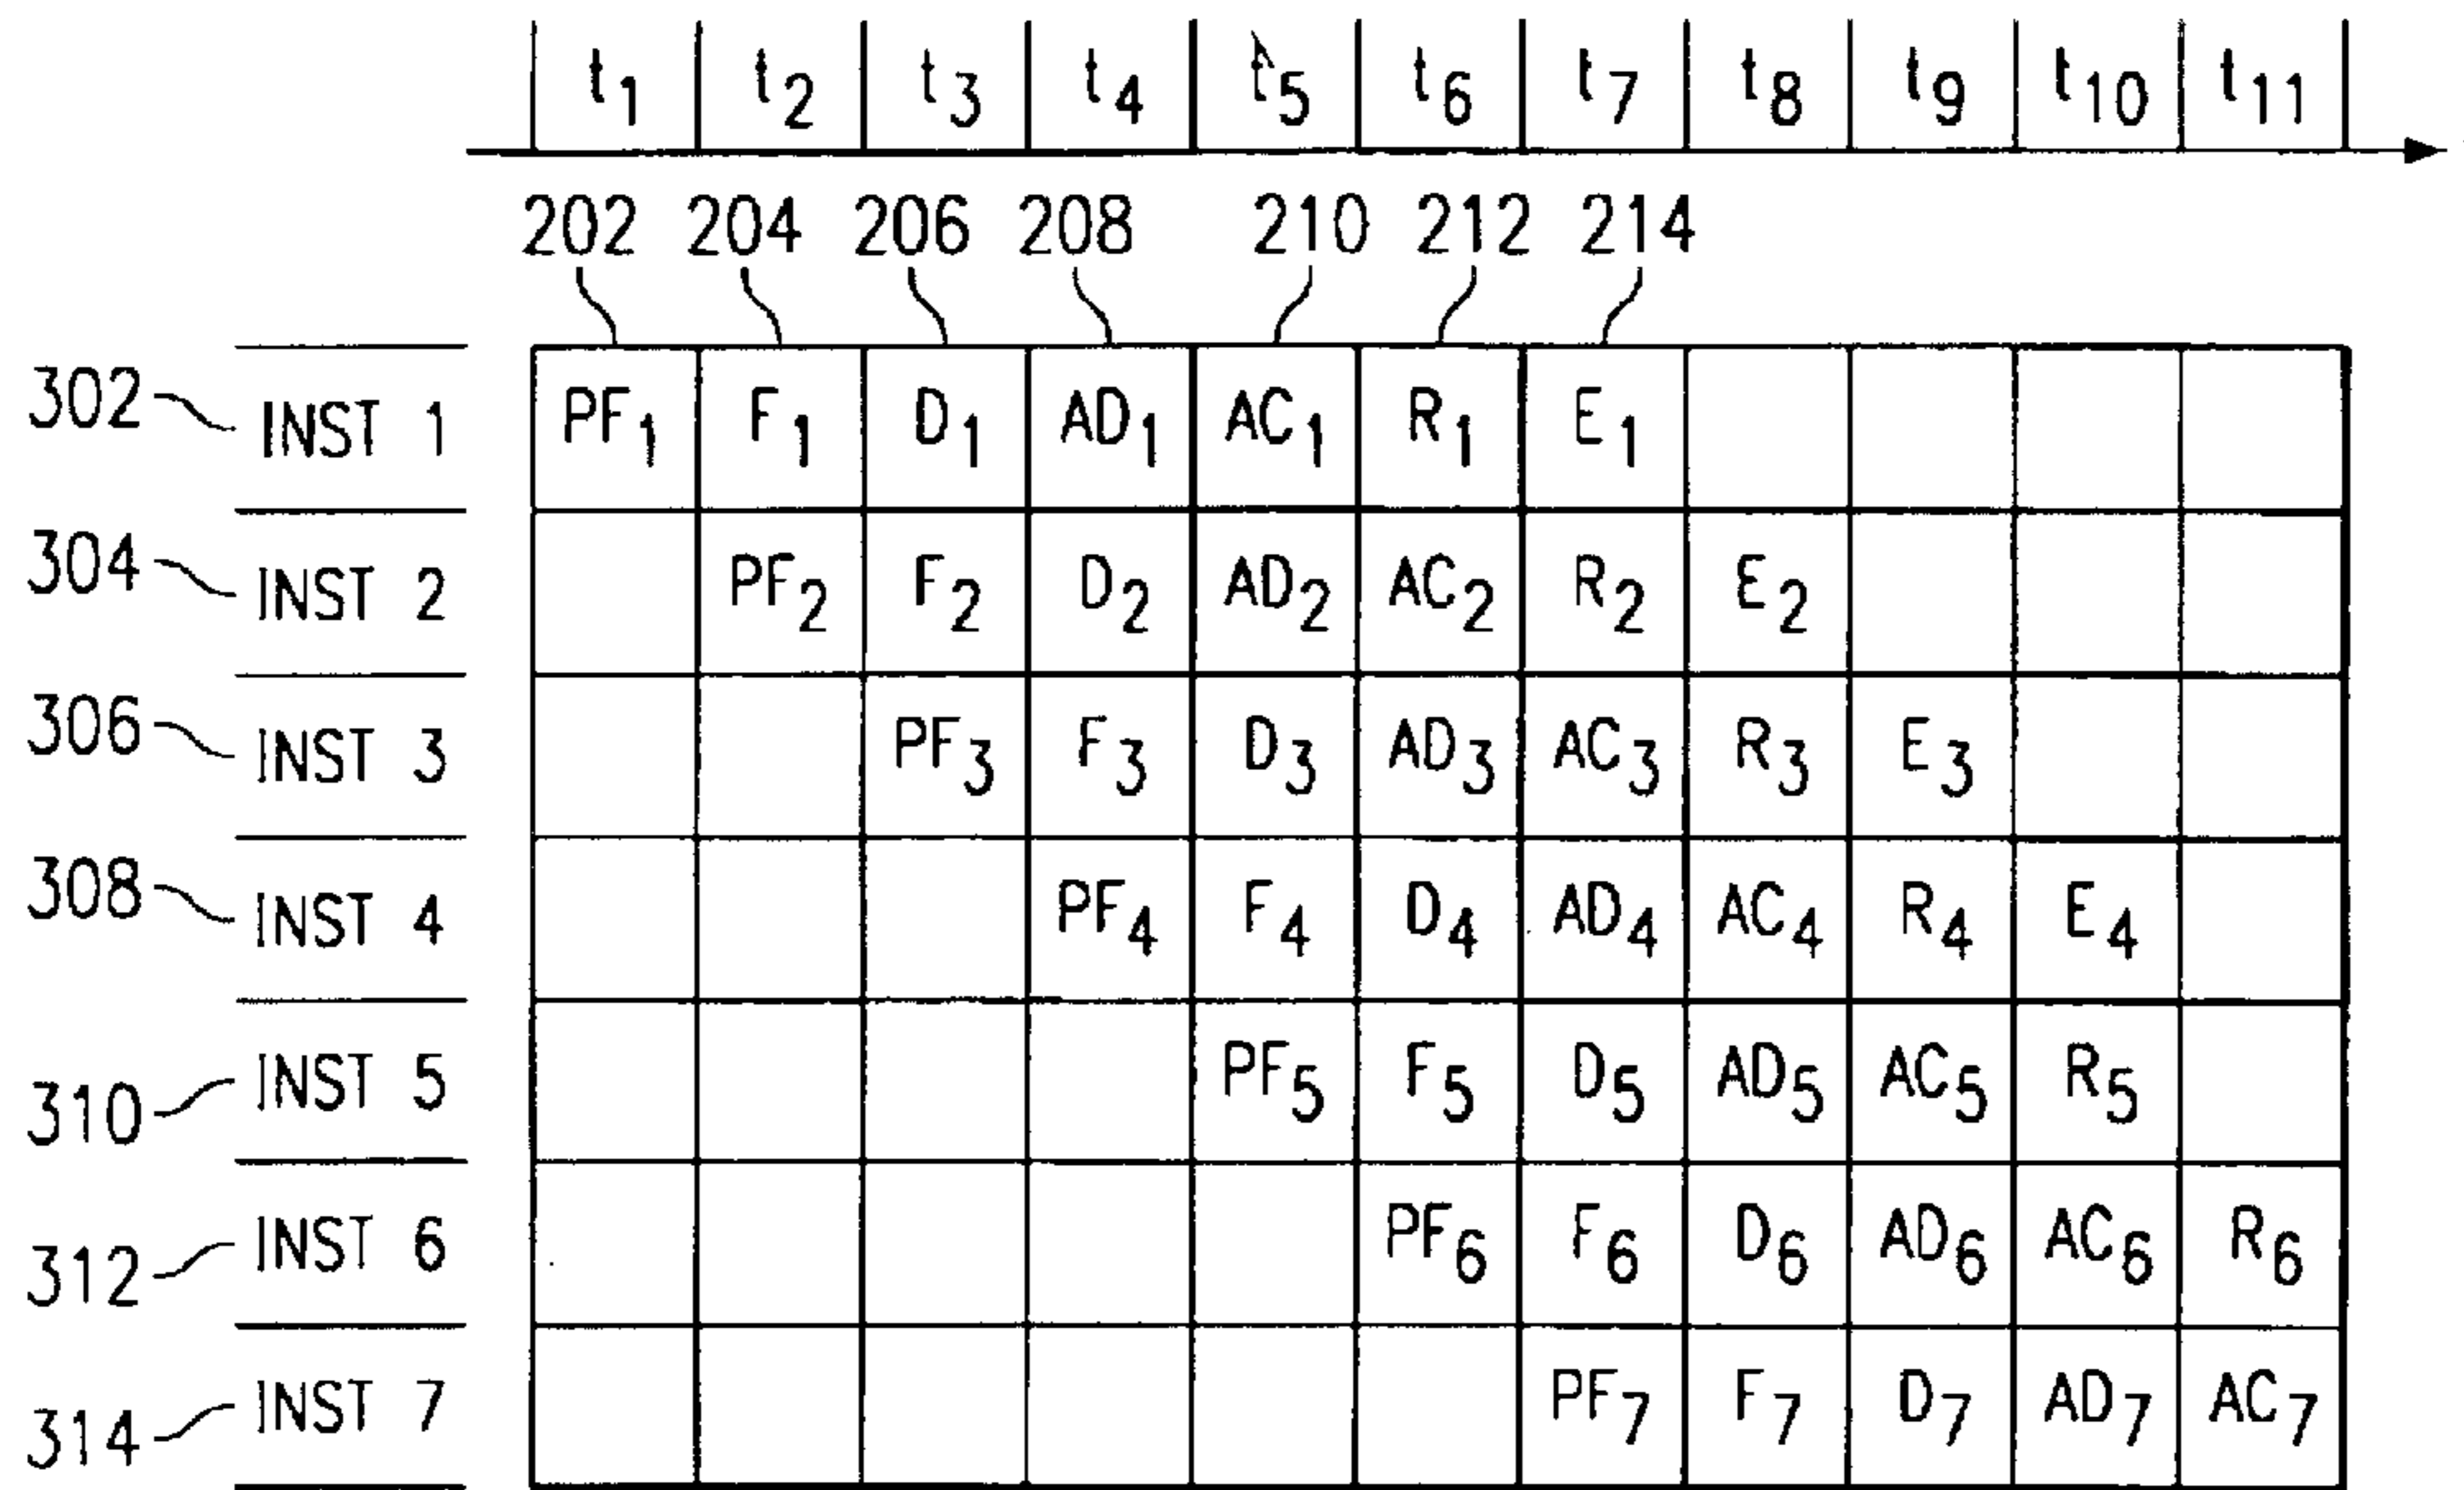 t1 t2 t3 t4 t5 t6 t7 t8 t9 t10 t11
202 204 206 208 210 212 214
302 INST 1 PF1 F1 D1 AD1 AC1 R1 E1
304 INST 2 PF2 F2 D2 AD2 AC2 R2 E2
306 INST 3 PF3 F3 D3 AD3 AC3 R3 E3
308 INST 4 PF4 F4 D4 AD4 AC4 R4 E4
310 INST 5 PF5 F5 D5 AD5 AC5 R5
312 INST 6 PF6 F6 D6 AD6 AC6 R6
314 INST 7 PF7 F7 D7 AD7 AC7